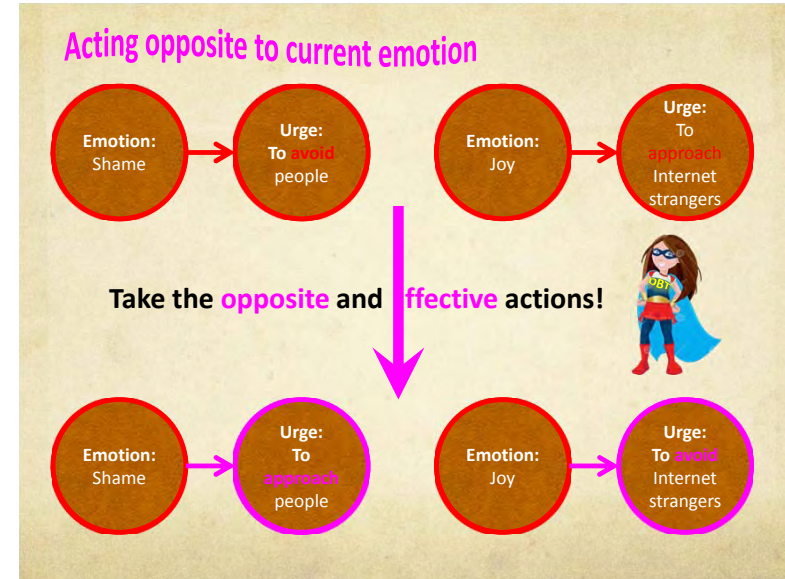 Acting opposite to current emotion
Emotion:
Shame
Urge:
To avoid
people
Emotion:
Joy
Urge:
To
approach
Internet
strangers
Take the opposite and ffective actions!
DBT
Emotion:
Shame
Urge:
To
approach
people
Emotion:
Joy
Urge:
To avoid
Internet
strangers